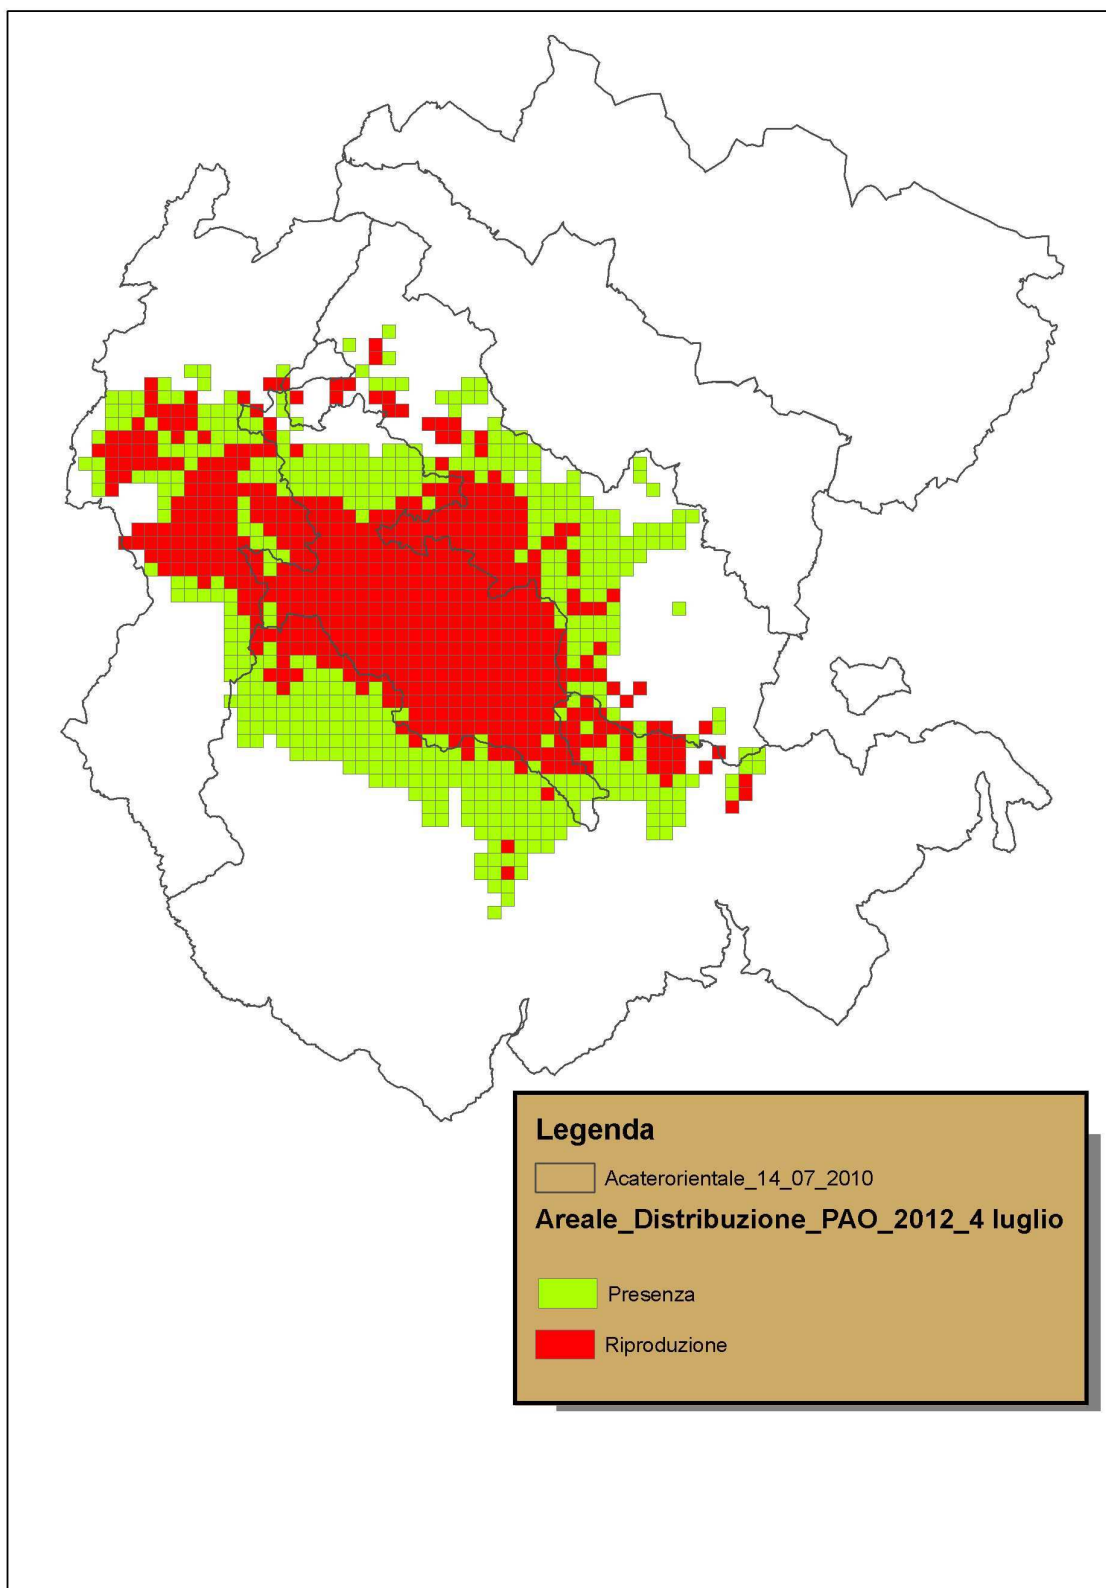 Legenda
Acaterorientale_14_07_2010
Areale_Distribuzione_PAO_2012_4 luglio
Presenza
Riproduzione